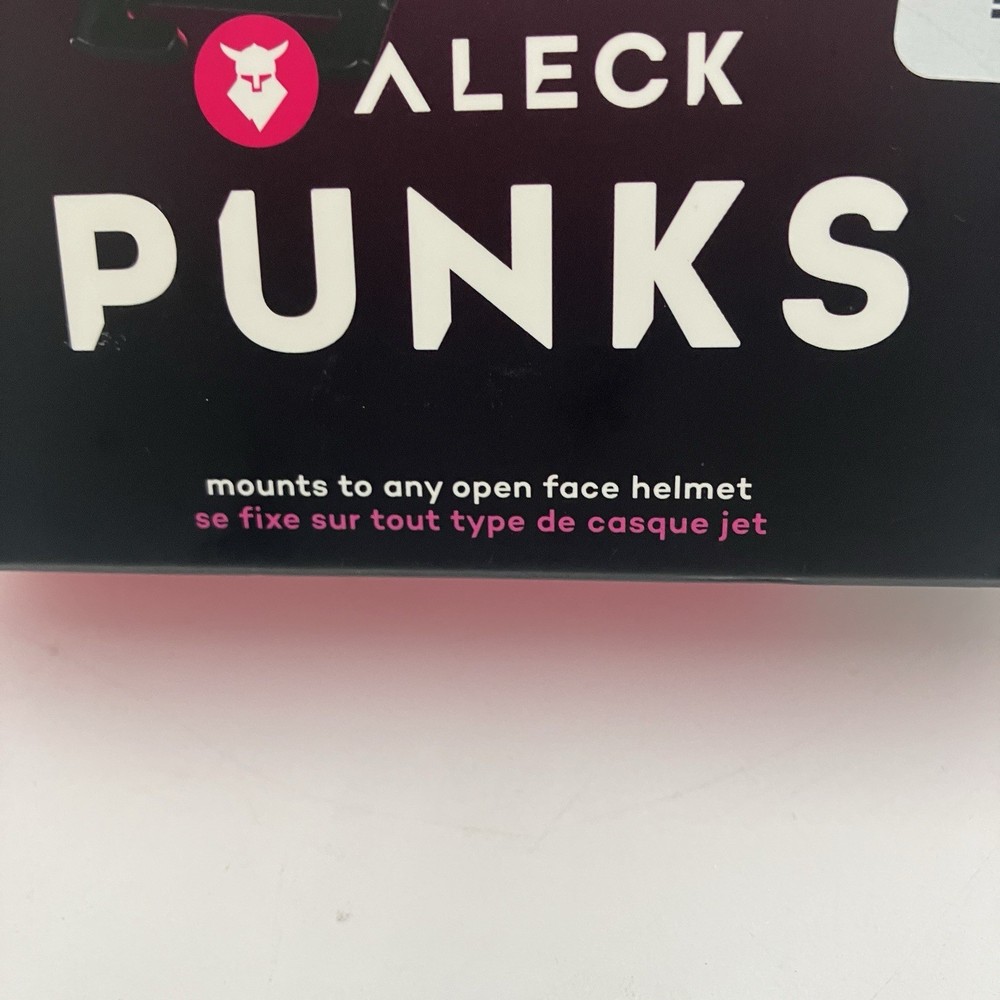 ALECK
PUNKS
mounts to any open face helmet
se fixe sur tout type de casque jet